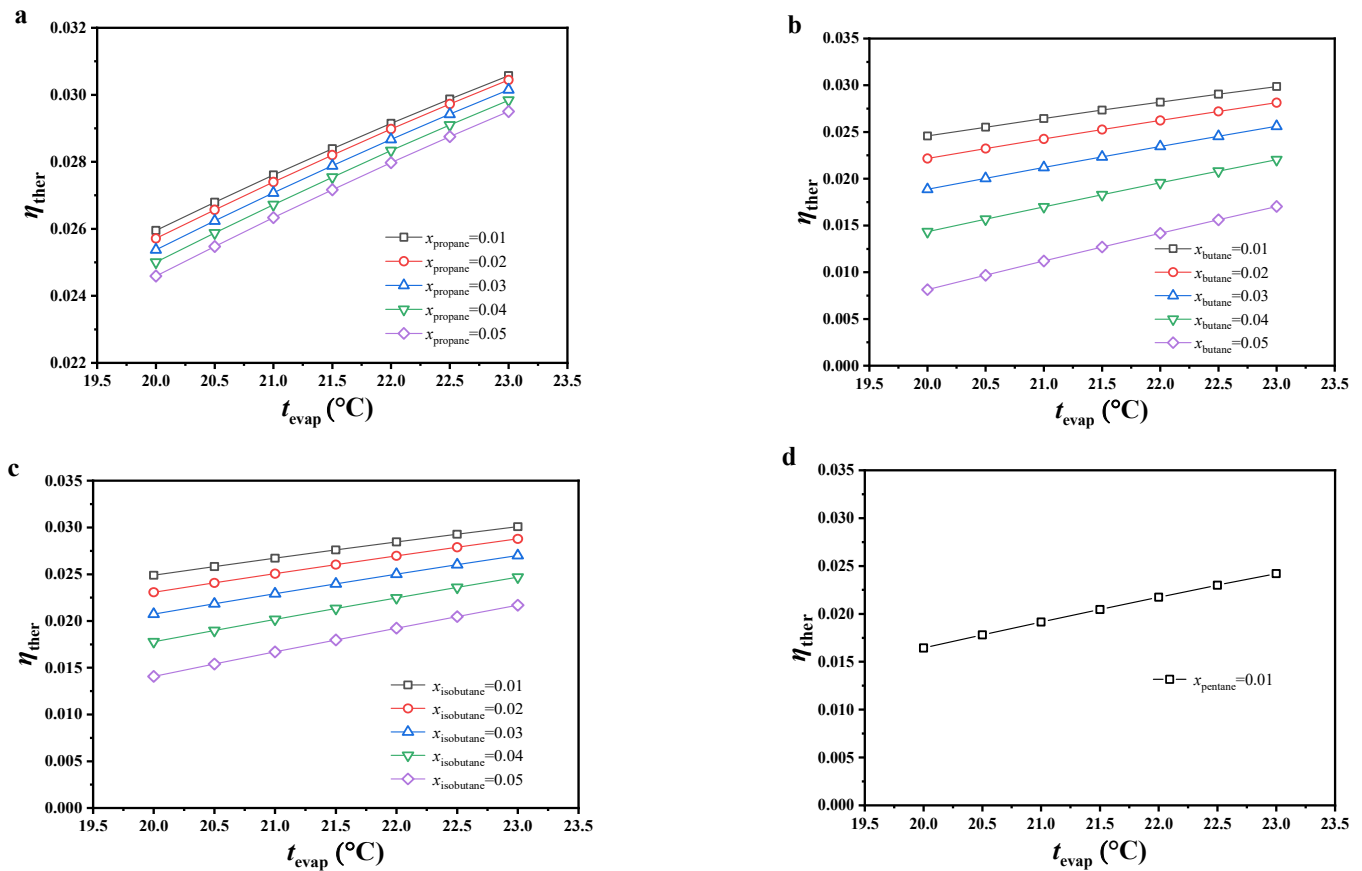 a
0.032
0.030
0.028
0.026
0.024
0.022
η_ther
x_propane=0.01
x_propane=0.02
x_propane=0.03
x_propane=0.04
x_propane=0.05
19.5 20.0 20.5 21.0 21.5 22.0 22.5 23.0 23.5
t_evap (°C)
b
0.035
0.030
0.025
0.020
0.015
0.010
0.005
0.000
η_ther
x_butane=0.01
x_butane=0.02
x_butane=0.03
x_butane=0.04
x_butane=0.05
19.5 20.0 20.5 21.0 21.5 22.0 22.5 23.0 23.5
t_evap (°C)
c
0.035
0.030
0.025
0.020
0.015
0.010
0.005
0.000
η_ther
x_isobutane=0.01
x_isobutane=0.02
x_isobutane=0.03
x_isobutane=0.04
x_isobutane=0.05
19.5 20.0 20.5 21.0 21.5 22.0 22.5 23.0 23.5
t_evap (°C)
d
0.035
0.030
0.025
0.020
0.015
0.010
0.005
0.000
η_ther
x_pentane=0.01
19.5 20.0 20.5 21.0 21.5 22.0 22.5 23.0 23.5
t_evap (°C)